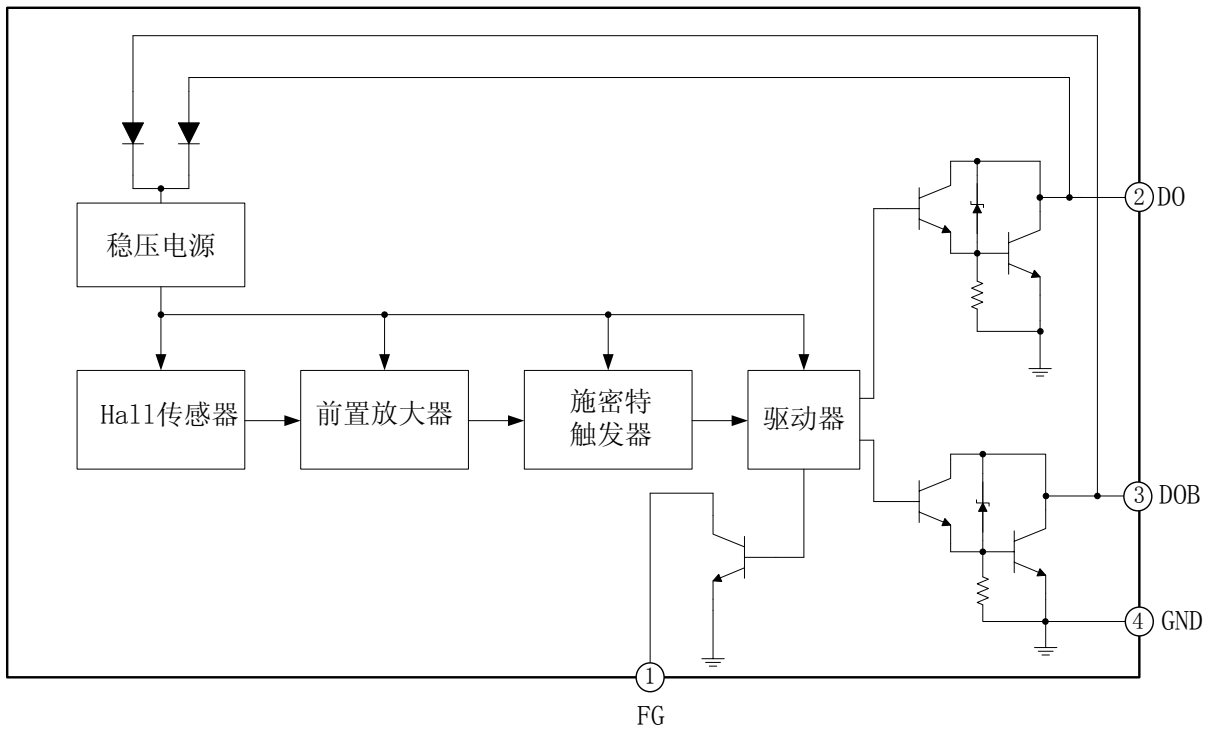 ② DO
稳压电源
Hall传感器
前置放大器
施密特
触发器
驱动器
③ DOB
④ GND
①
FG